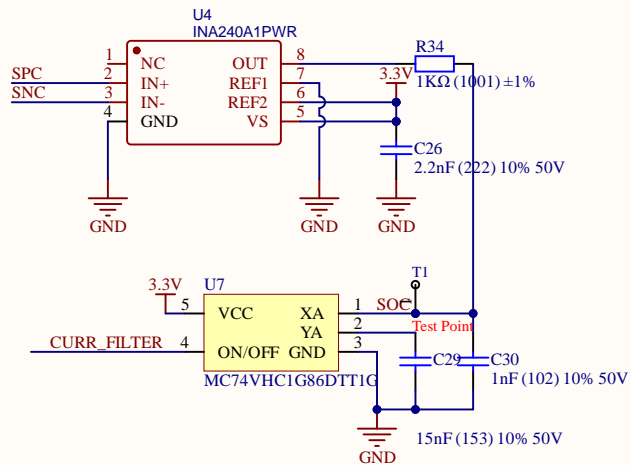 U4
INA240A1PWR
1 NC OUT 8
SPC 2 IN+ REF1 7
SNC 3 IN- REF2 6
4 GND VS 5
R34
1KΩ (1001) ±1%
3.3V
C26
2.2nF (222) 10% 50V
GND
GND
GND
3.3V
U7
T1
5 VCC XA 1 SOC
YA 2
Test Point
CURR_FILTER 4 ON/OFF GND 3
MC74VHC1G86DTT1G
C29
C30
1nF (102) 10% 50V
15nF (153) 10% 50V
GND